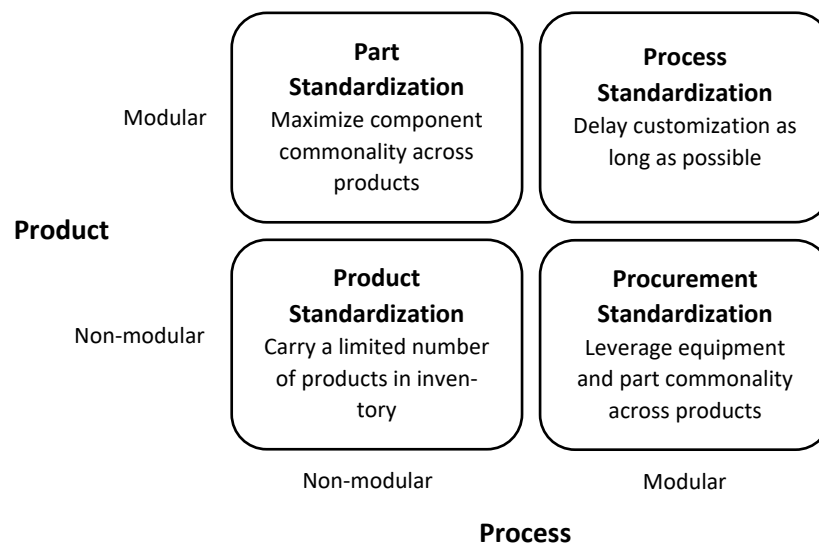 Part
Standardization
Maximize component
commonality across
products
Process
Standardization
Delay customization as
long as possible
Modular
Product
Product
Standardization
Carry a limited number
of products in inven-
tory
Procurement
Standardization
Leverage equipment
and part commonality
across products
Non-modular
Non-modular
Modular
Process